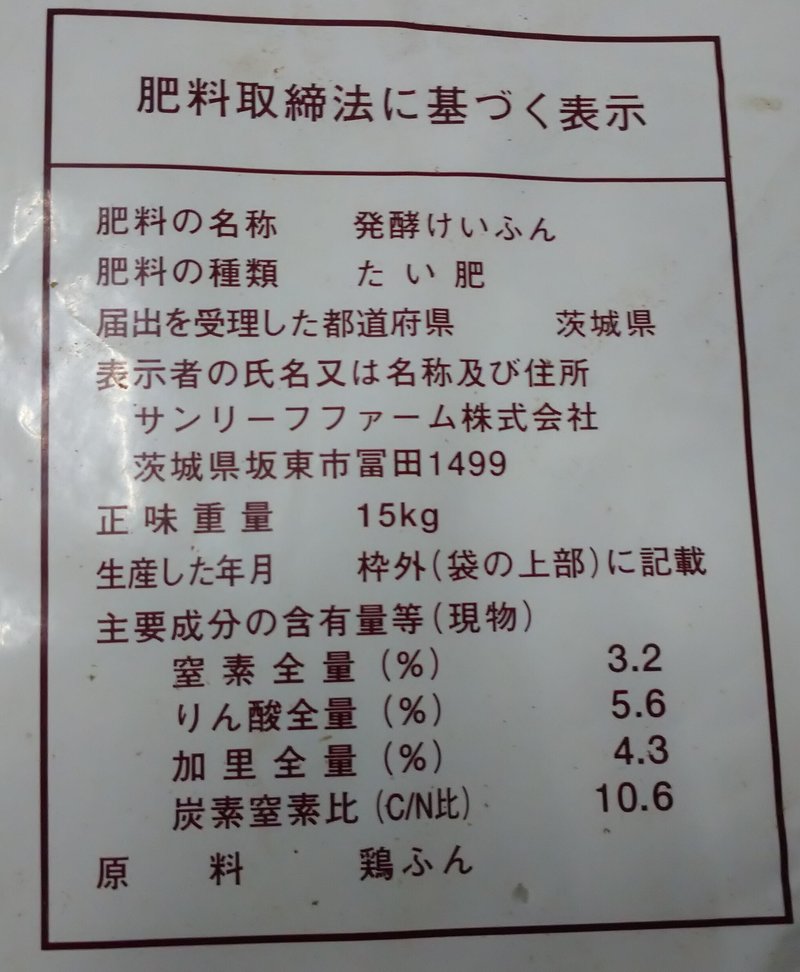 肥料取締法に基づく表示
肥料の名称 発酵けいふん
肥料の種類 たい肥
届出を受理した都道府県 茨城県
表示者の氏名又は名称及び住所
サンリーフファーム株式会社
茨城県坂東市冨田1499
正味重量 15kg
生産した年月 枠外(袋の上部)に記載
主要成分の含有量等(現物)
窒素全量(%) 3.2
りん酸全量(%) 5.6
加里全量(%) 4.3
炭素窒素比(C/N比) 10.6
原料 鶏ふん